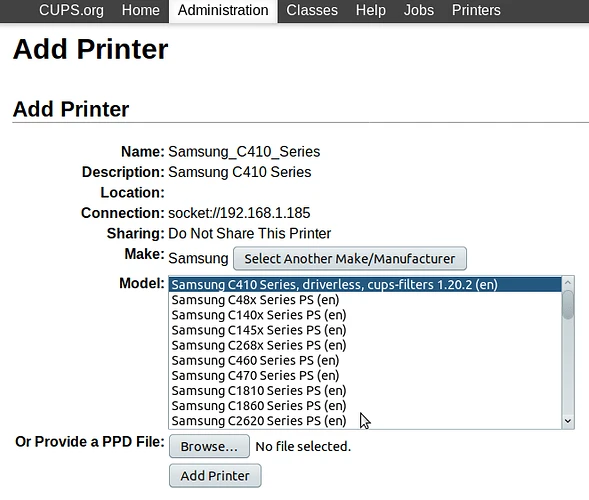 CUPS.org Home Administration Classes Help Jobs Printers
Add Printer
Add Printer
Name: Samsung_C410_Series
Description: Samsung C410 Series
Location:
Connection: socket://192.168.1.185
Sharing: Do Not Share This Printer
Make: Samsung Select Another Make/Manufacturer
Model: Samsung C410 Series, driverless, cups-filters 1.20.2 (en)
Samsung C48x Series PS (en)
Samsung C140x Series PS (en)
Samsung C145x Series PS (en)
Samsung C268x Series PS (en)
Samsung C460 Series PS (en)
Samsung C470 Series PS (en)
Samsung C1810 Series PS (en)
Samsung C1860 Series PS (en)
Samsung C2620 Series PS (en)
Or Provide a PPD File: Browse... No file selected.
Add Printer